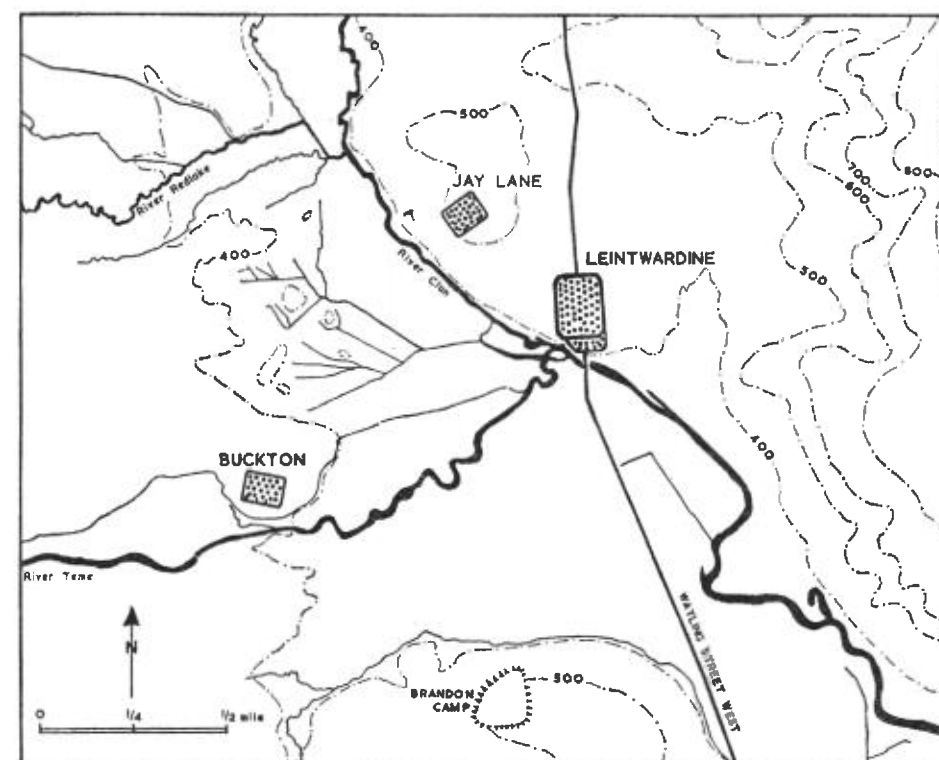 400
500
JAY LANE
River Redlake
700
600
800
LEINTWARDINE
400
River Clun
500
400
BUCKTON
River Teme
N
WATLING STREET WEST
BRANDON
CAMP
500
0
1/4
1/2 mile